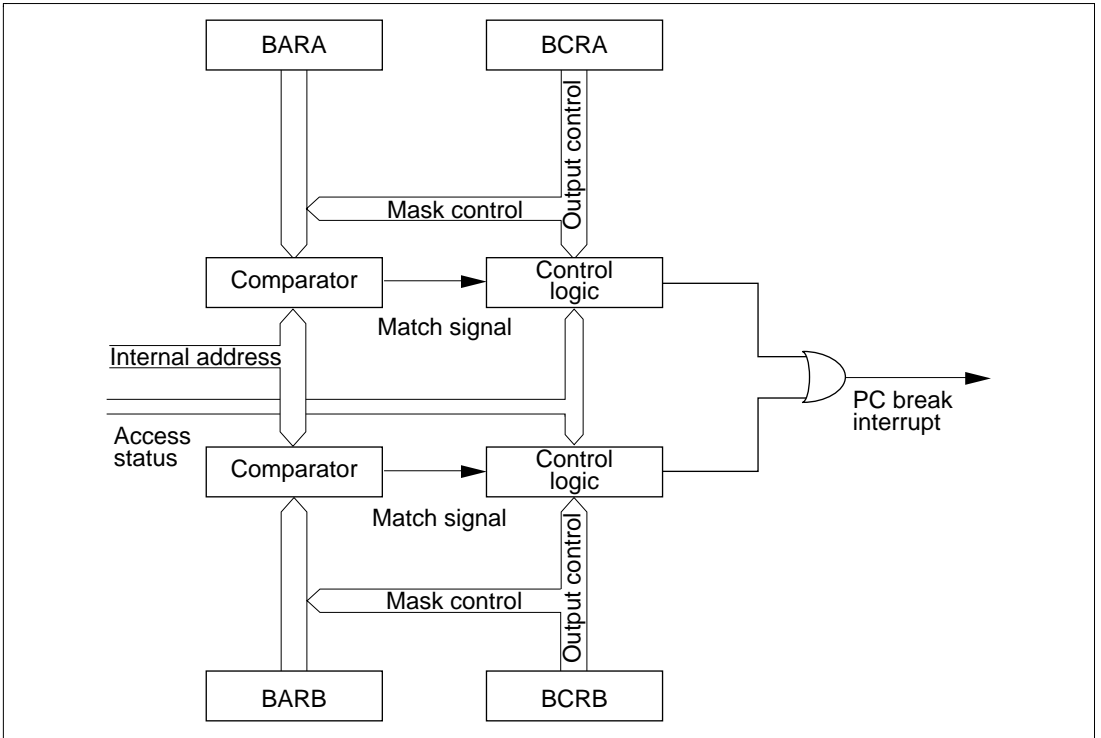 BARA
BCRA
Output control
Mask control
Comparator
Control
logic
Match signal
Internal address
PC break
interrupt
Access
status
Comparator
Control
logic
Match signal
Output control
Mask control
BARB
BCRB